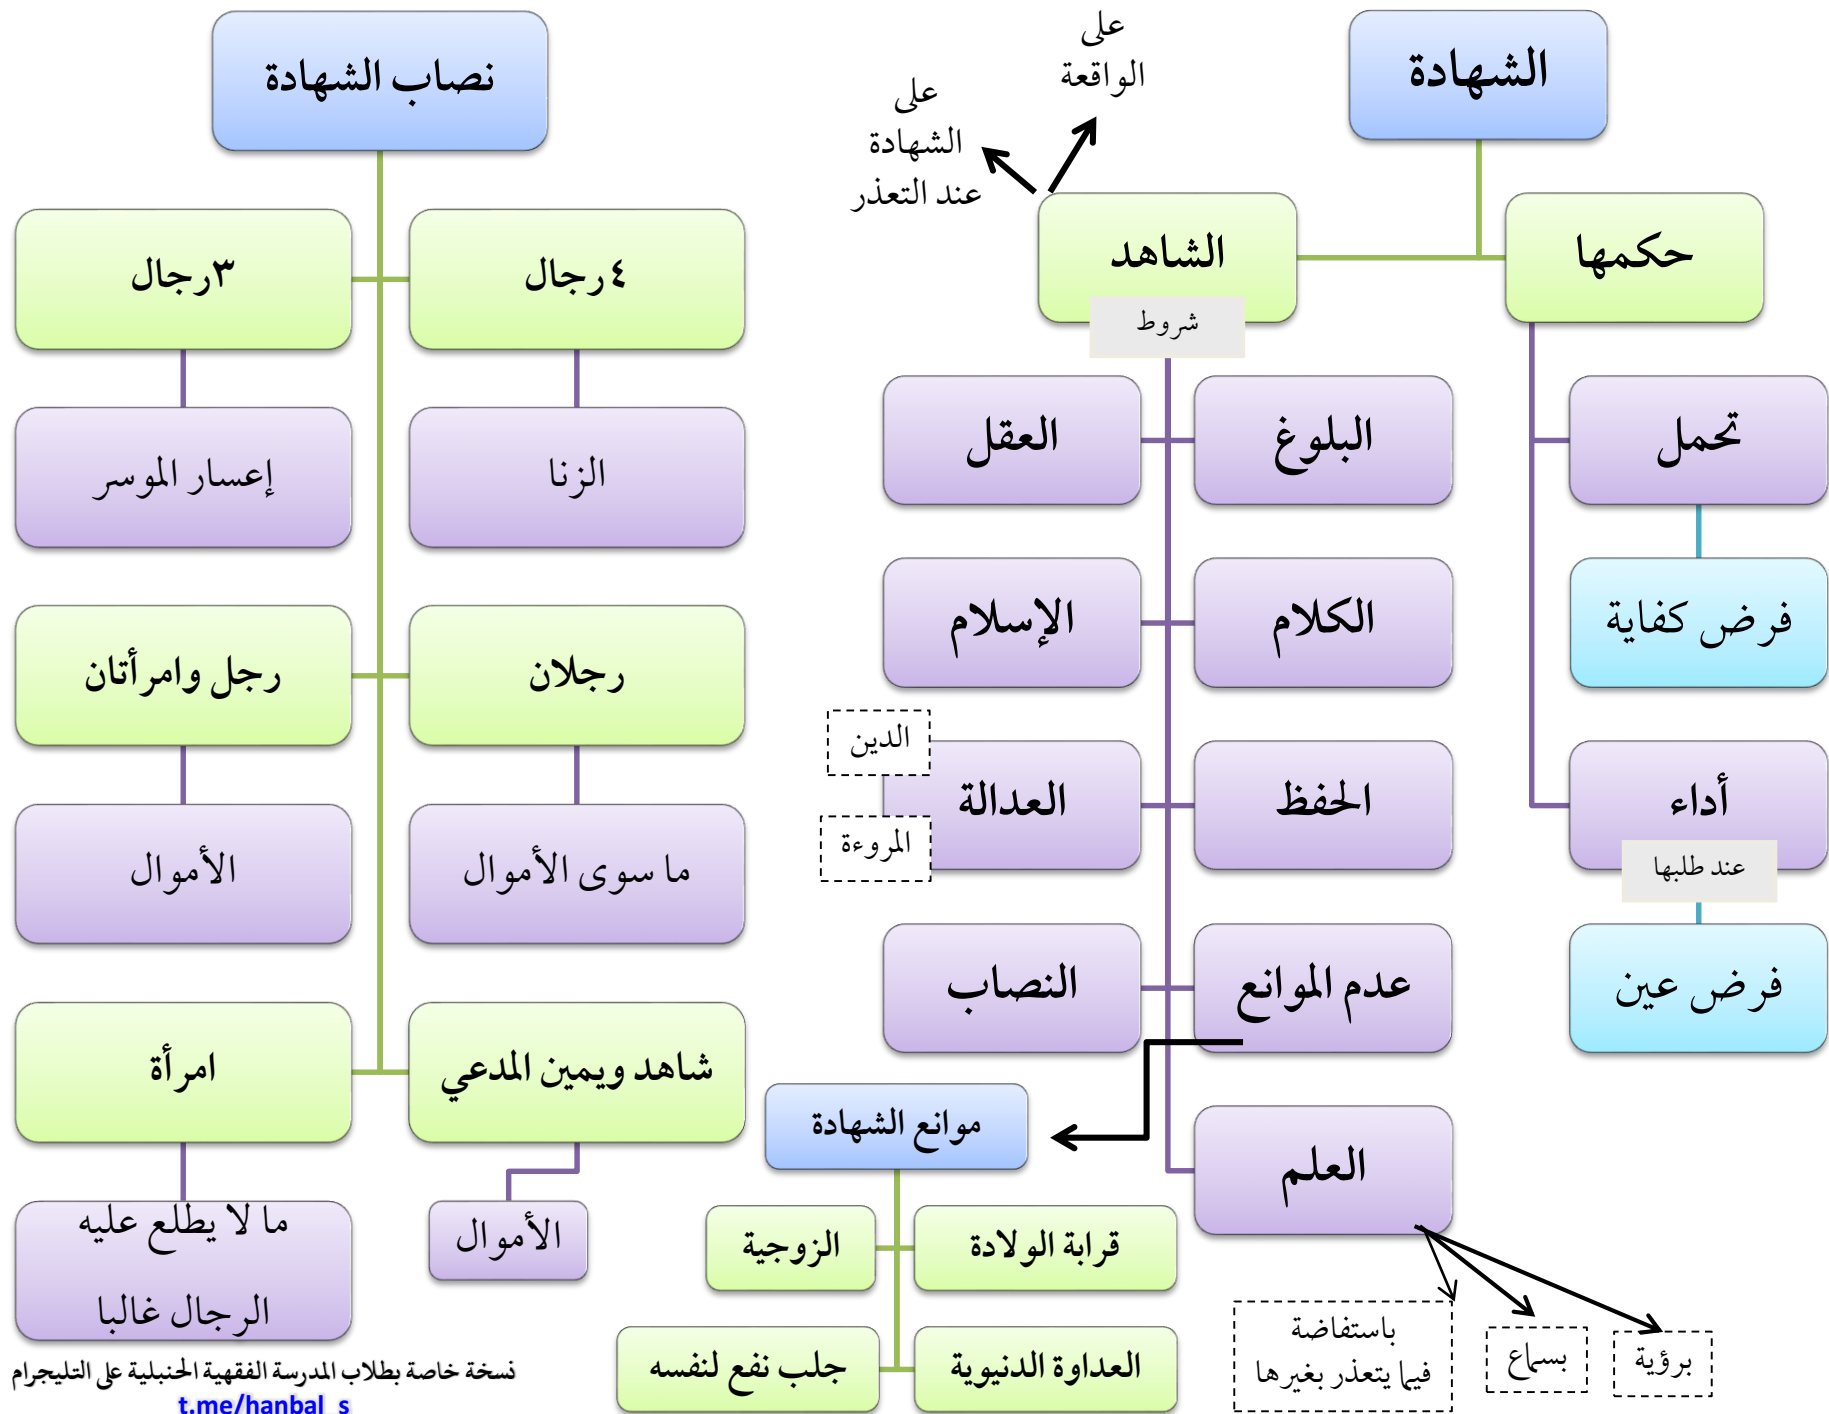 الشهادة
حكمها
تحمل
فرض كفاية
أداء
عند طلبها
فرض عين
على
الواقعة
على
الشهادة
عند التعذر
الشاهد
شروط
البلوغ
العقل
الكلام
الإسلام
الحفظ
العدالة
الدين
المروءة
عدم الموانع
النصاب
العلم
برؤية
بسماع
باستفاضة
فيما يتعذر بغيرها
موانع الشهادة
قرابة الولادة
الزوجية
العداوة الدنيوية
جلب نفع لنفسه
نصاب الشهادة
٤ رجال
الزنا
٣رجال
إعسار الموسر
رجلان
ما سوى الأموال
رجل وامرأتان
الأموال
شاهد ويمين المدعي
الأموال
امرأة
ما لا يطلع عليه
الرجال غالبا
نسخة خاصة بطلاب المدرسة الفقهية الحنبلية على التليجرام
t.me/hanbal_s